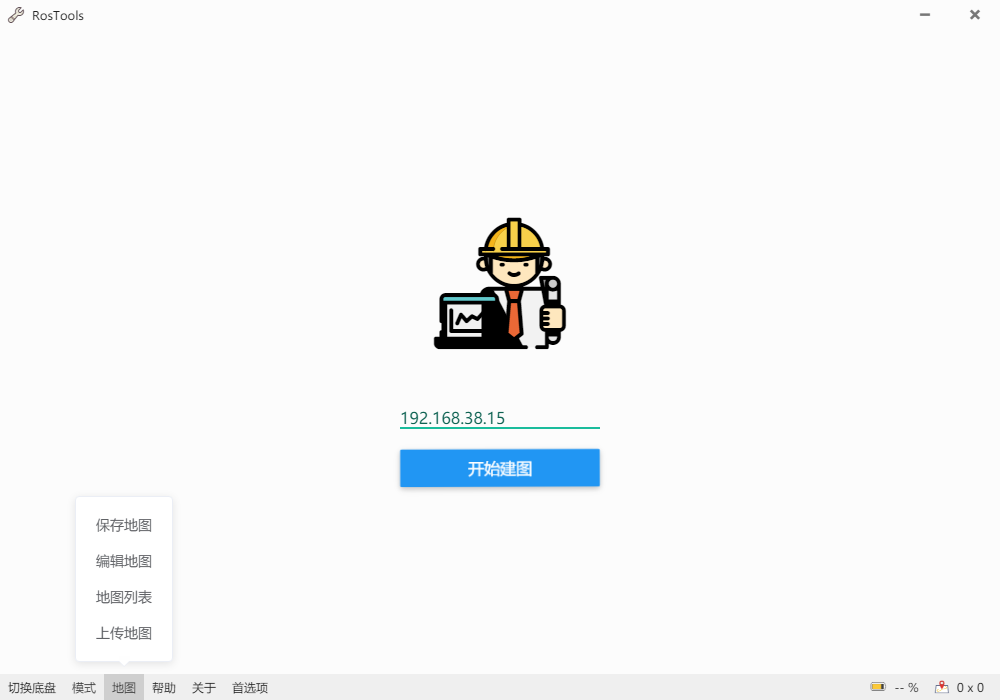 RosTools
192.168.38.15
开始建图
保存地图
编辑地图
地图列表
上传地图
切换底盘 模式 地图 帮助 关于 首选项 -- % 0 x 0